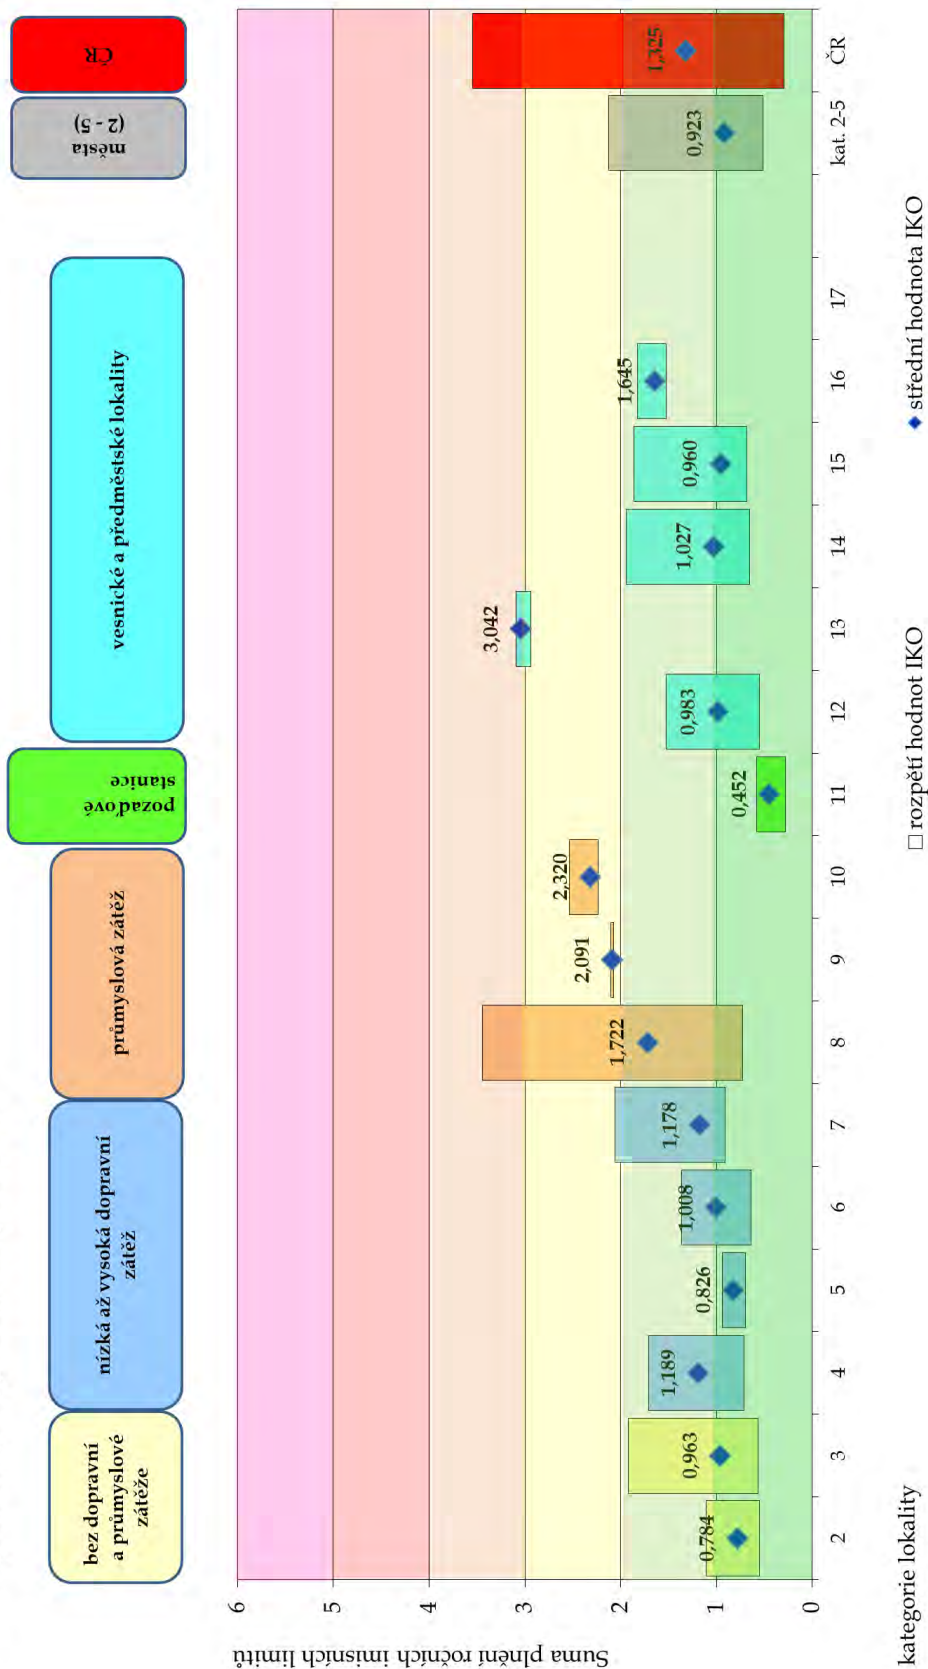 bez dopravní
a průmyslové
zátěže
nízká až vysoká dopravní
zátěž
průmyslová zátěž
pozaďové
stanice
vesnické a předměstské lokality
města
(2 - 5)
ČR
Suma plnění ročních imisních limitů
6
5
4
3
2
1
0
0,784
0,963
1,189
0,826
1,008
1,178
1,722
2,091
2,320
0,452
0,983
3,042
1,027
0,960
1,645
0,923
1,325
2
3
4
5
6
7
8
9
10
11
12
13
14
15
16
17
kat. 2-5
ČR
kategorie lokality
rozpětí hodnot IKO
střední hodnota IKO